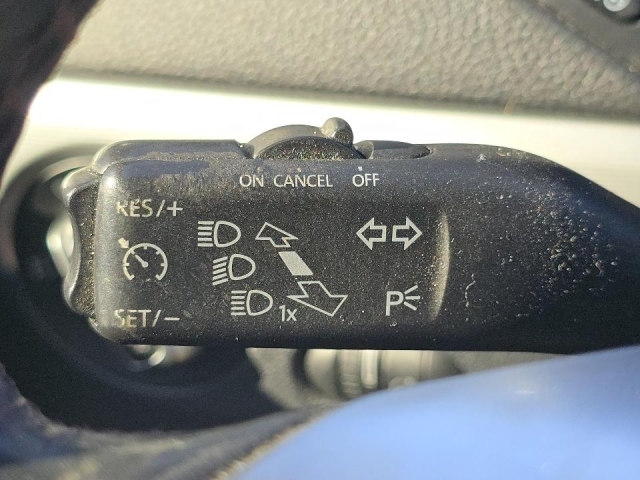 ON CANCEL OFF
RES/+
SET/-
1x
P